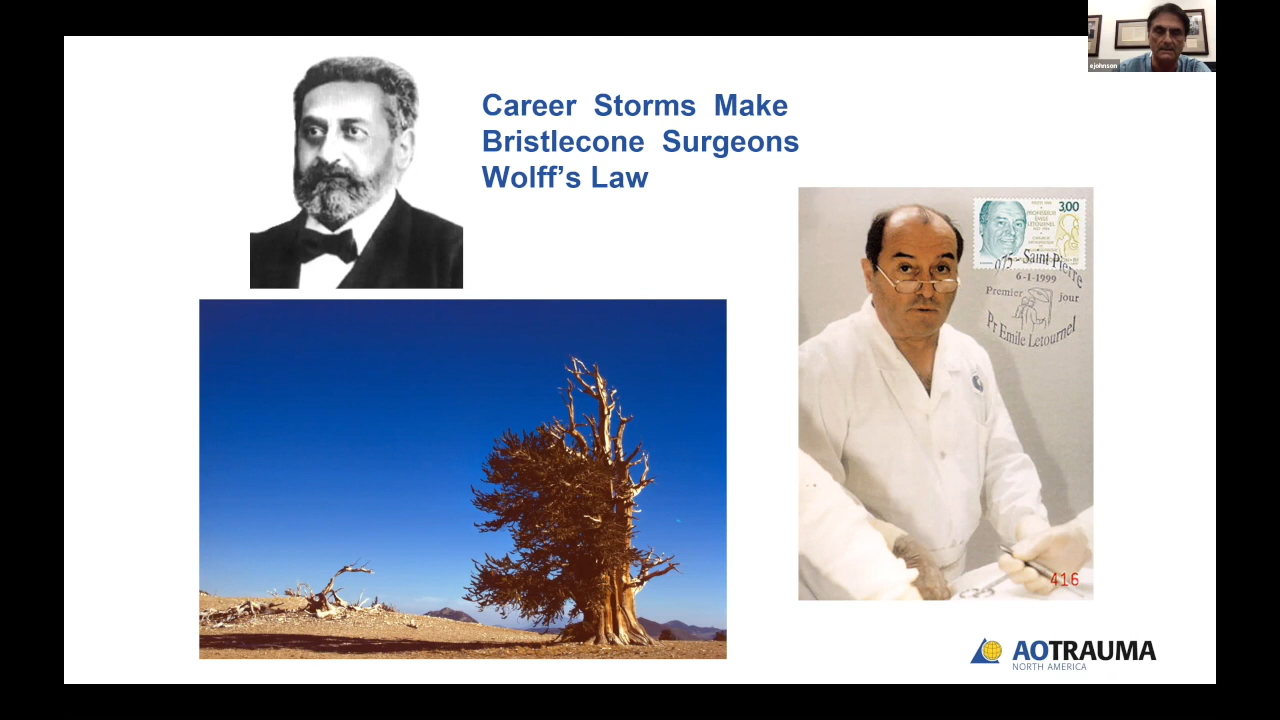 ejohnson
Career Storms Make
Bristlecone Surgeons
Wolff's Law
3,00
PROFESSEUR
EMILE
LETOURNEL
975 - Saint Pierre
6-1-1999
Premier jour
Pr Emile Letournel
416
AOTRAUMA
NORTH AMERICA